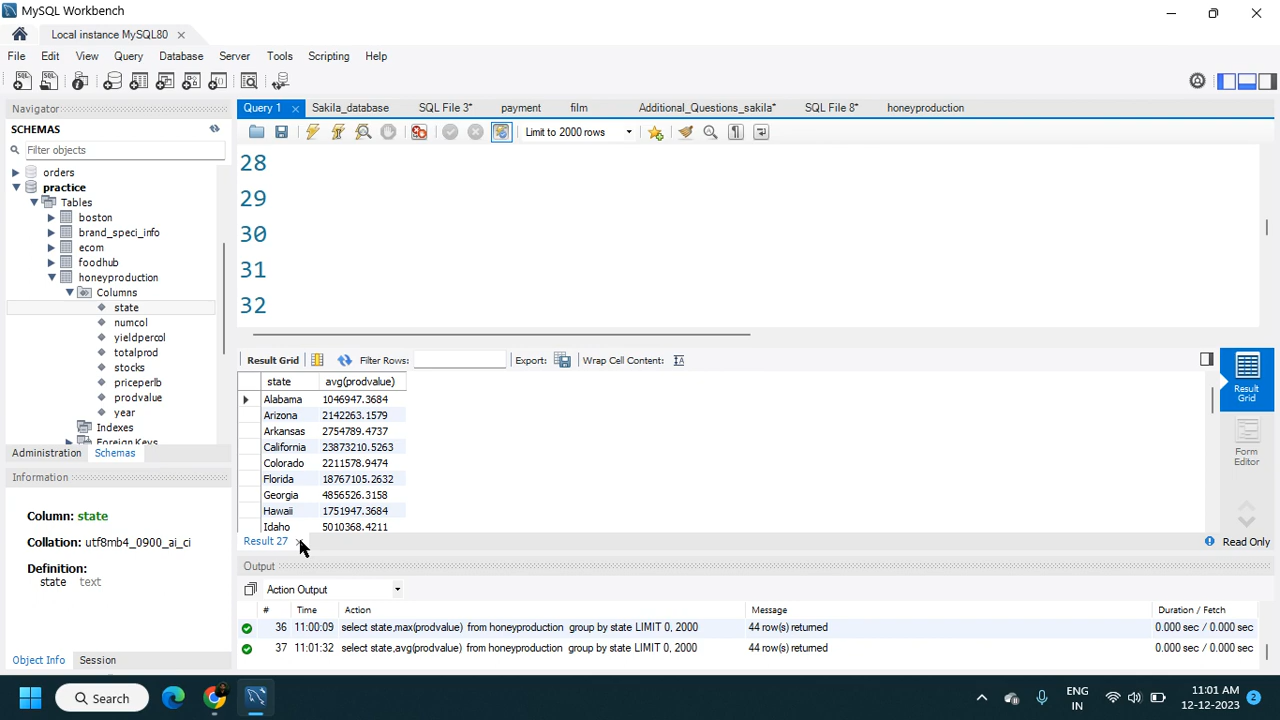 MySQL Workbench
Local instance MySQL80
File Edit View Query Database Server Tools Scripting Help
Navigator
SCHEMAS
Filter objects
orders
practice
Tables
boston
brand_speci_info
ecom
foodhub
honeyproduction
Columns
state
numcol
yieldpercol
totalprod
stocks
priceperlb
prodvalue
year
Indexes
Foreign Keys
Administration Schemas
Information
Column: state
Collation: utf8mb4_0900_ai_ci
Definition:
state text
Object Info Session
Query 1 Sakila_database SQL File 3* payment film Additional_Questions_sakila* SQL File 8* honeyproduction
Limit to 2000 rows
28
29
30
31
32
Result Grid Filter Rows: Export: Wrap Cell Content:
state avg(prodvalue)
Alabama 1046947.3684
Arizona 2142263.1579
Arkansas 2754789.4737
California 23873210.5263
Colorado 2211578.9474
Florida 18767105.2632
Georgia 4856526.3158
Hawaii 1751947.3684
Idaho 5010368.4211
Result
Grid
Form
Editor
Result 27
Read Only
Output
Action Output
# Time Action Message Duration / Fetch
36 11:00:09 select state,max(prodvalue) from honeyproduction group by state LIMIT 0, 2000 44 row(s) returned 0.000 sec / 0.000 sec
37 11:01:32 select state,avg(prodvalue) from honeyproduction group by state LIMIT 0, 2000 44 row(s) returned 0.000 sec / 0.000 sec
Search
ENG
IN
11:01 AM
12-12-2023
2